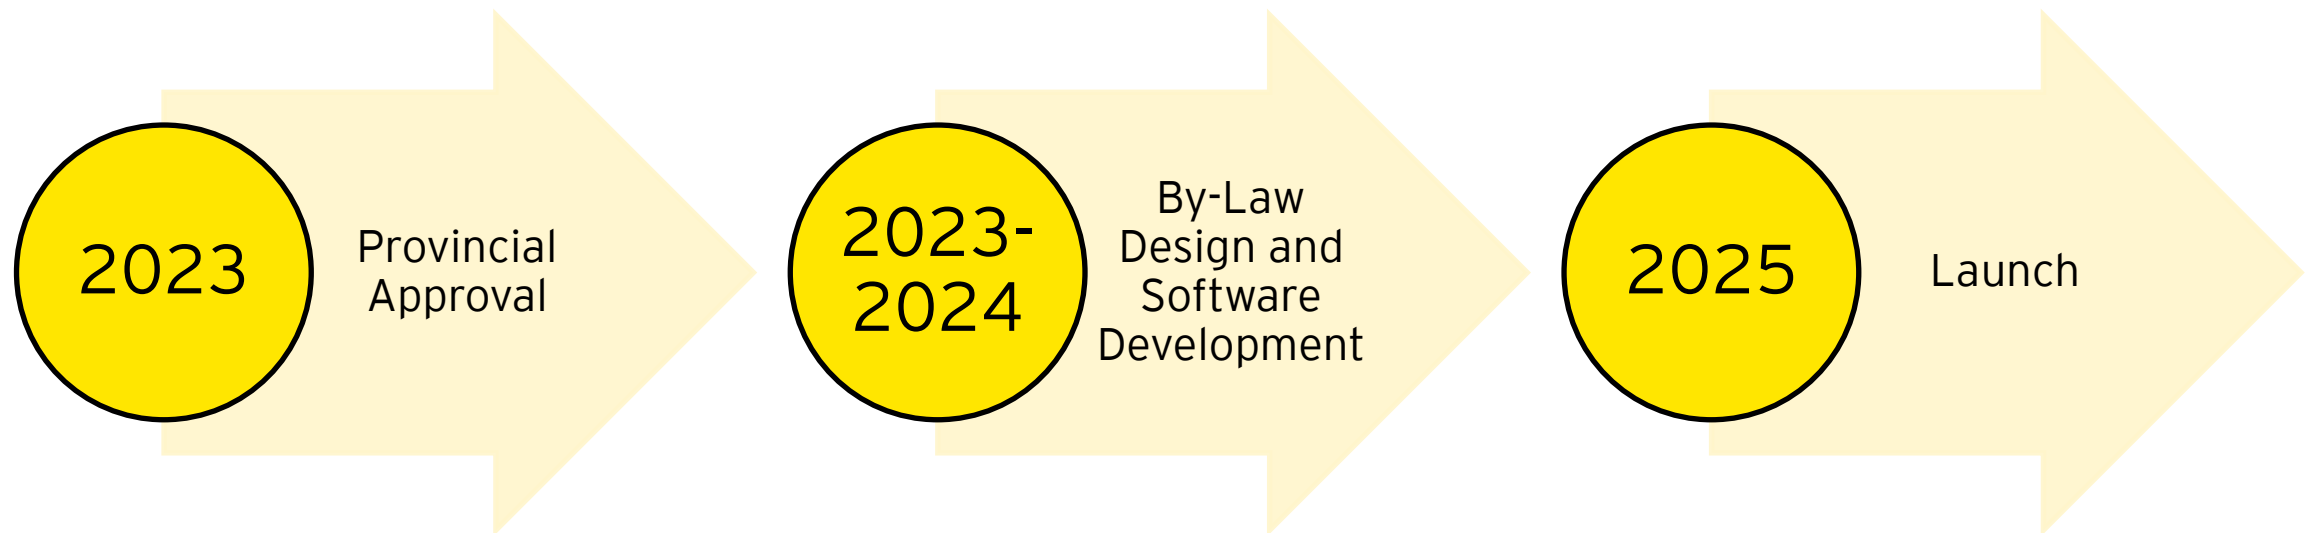 2023
Provincial
Approval
2023-
2024
By-Law
Design and
Software
Development
2025
Launch